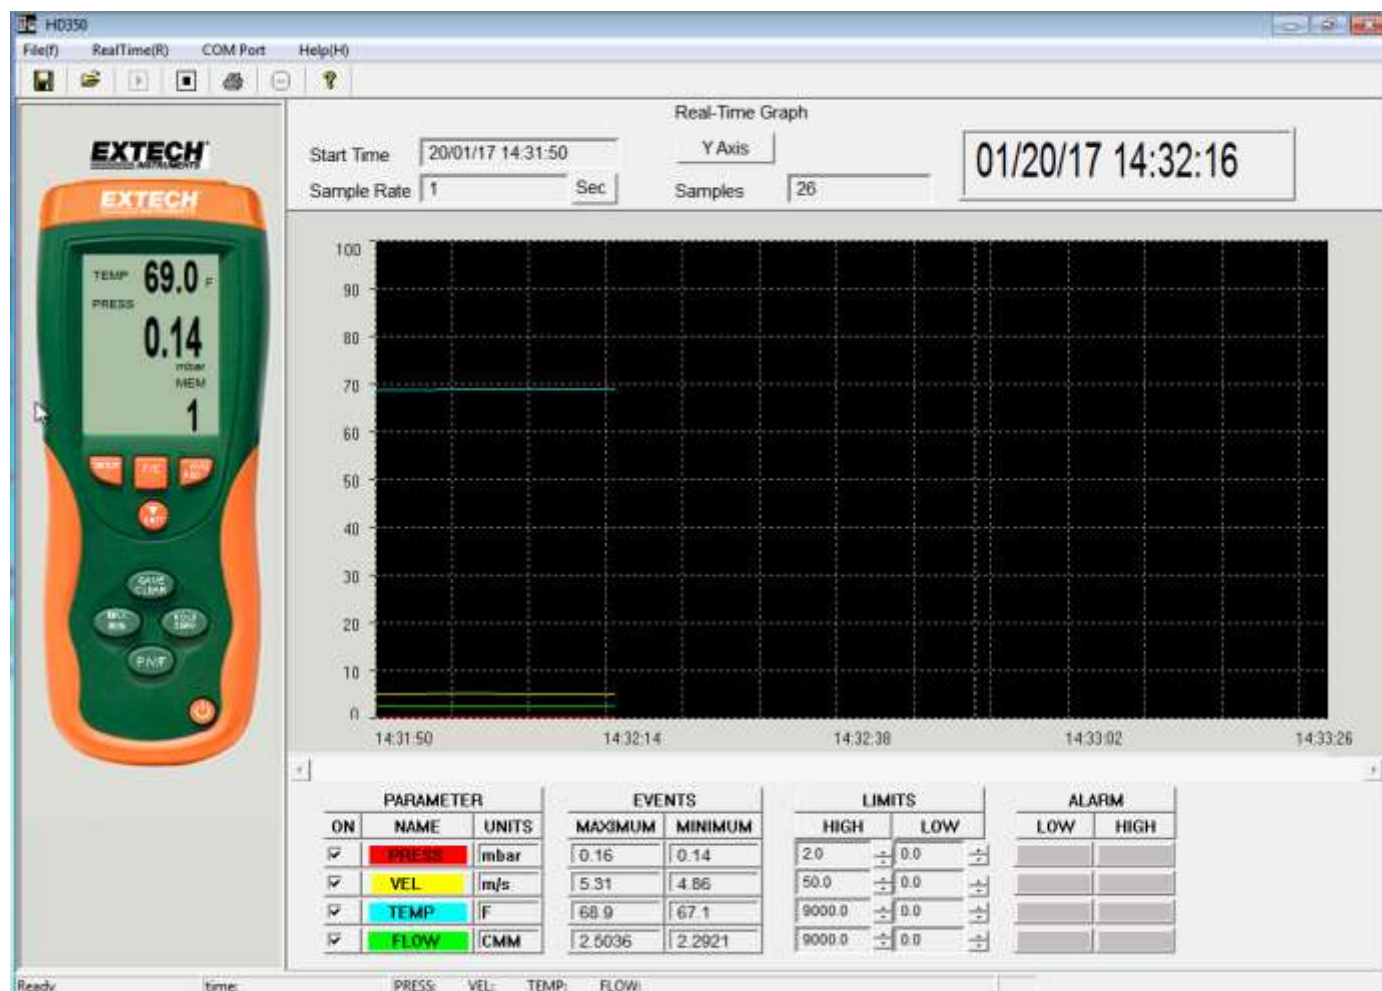 HD350
File(f) RealTime(R) COM Port Help(H)
Real-Time Graph
Start Time 20/01/17 14:31:50 Y Axis 01/20/17 14:32:16
Sample Rate 1 Sec Samples 26
EXTECH
INSTRUMENTS
EXTECH
TEMP 69.0 F
PRESS
0.14
mbar
MEM
1
100
90
80
70
60
50
40
30
20
10
0
14:31:50 14:32:14 14:32:38 14:33:02 14:33:26
PARAMETER EVENTS LIMITS ALARM
ON NAME UNITS MAXIMUM MINIMUM HIGH LOW LOW HIGH
PRESS mbar 0.16 0.14 2.0 0.0
VEL m/s 5.31 4.86 50.0 0.0
TEMP F 68.9 67.1 9000.0 0.0
FLOW CMM 2.5036 2.2921 9000.0 0.0
Ready time: PRESS: VEL: TEMP: FLOW: